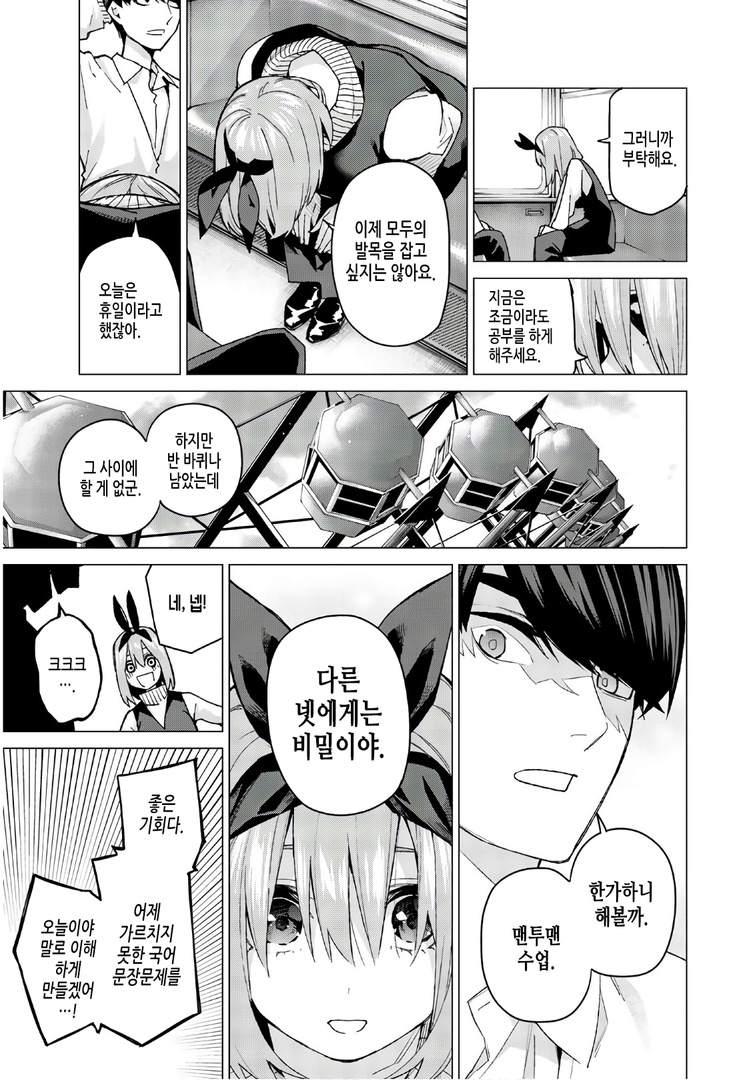 그러니까
부탁해요.
지금은
조금이라도
공부를 하게
해주세요.
이제 모두의
발목을 잡고
싶지는 않아요.
오늘은
휴일이라고
했잖아.
하지만
반 바퀴나
남았는데
그 사이에
할 게 없군.
한가하니
해볼까.
맨투맨
수업.
다른
넷에게는
비밀이야.
네, 넵!
크크크
….
좋은
기회다.
어제
가르치지
못한 국어
문장문제를
오늘이야
말로 이해
하게
만들겠어
…!